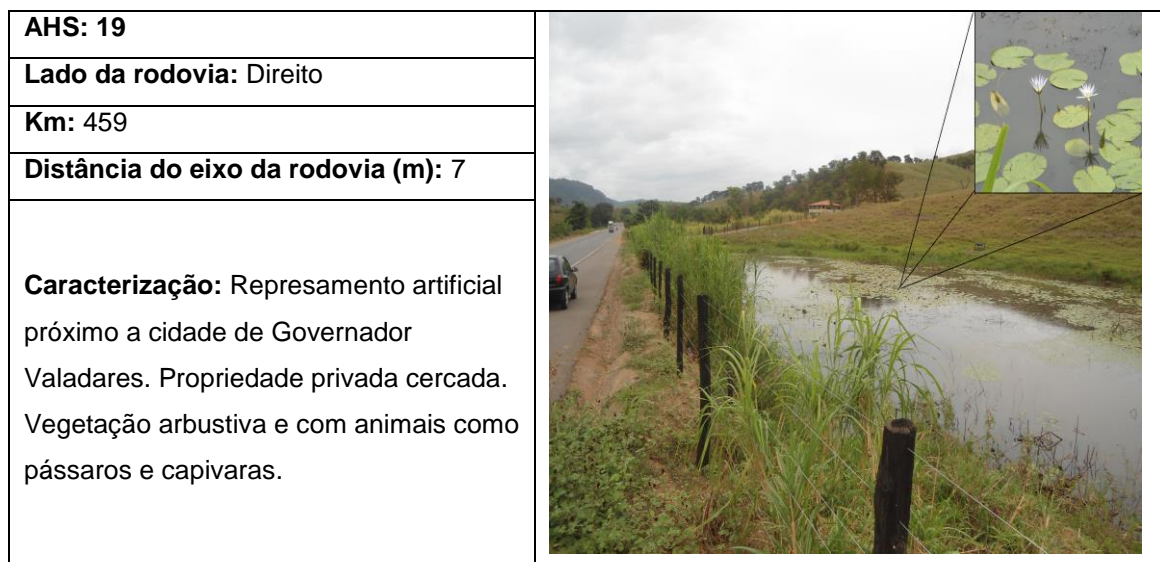 AHS: 19
Lado da rodovia: Direito
Km: 459
Distância do eixo da rodovia (m): 7
Caracterização: Represamento artificial
próximo a cidade de Governador
Valadares. Propriedade privada cercada.
Vegetação arbustiva e com animais como
pássaros e capivaras.